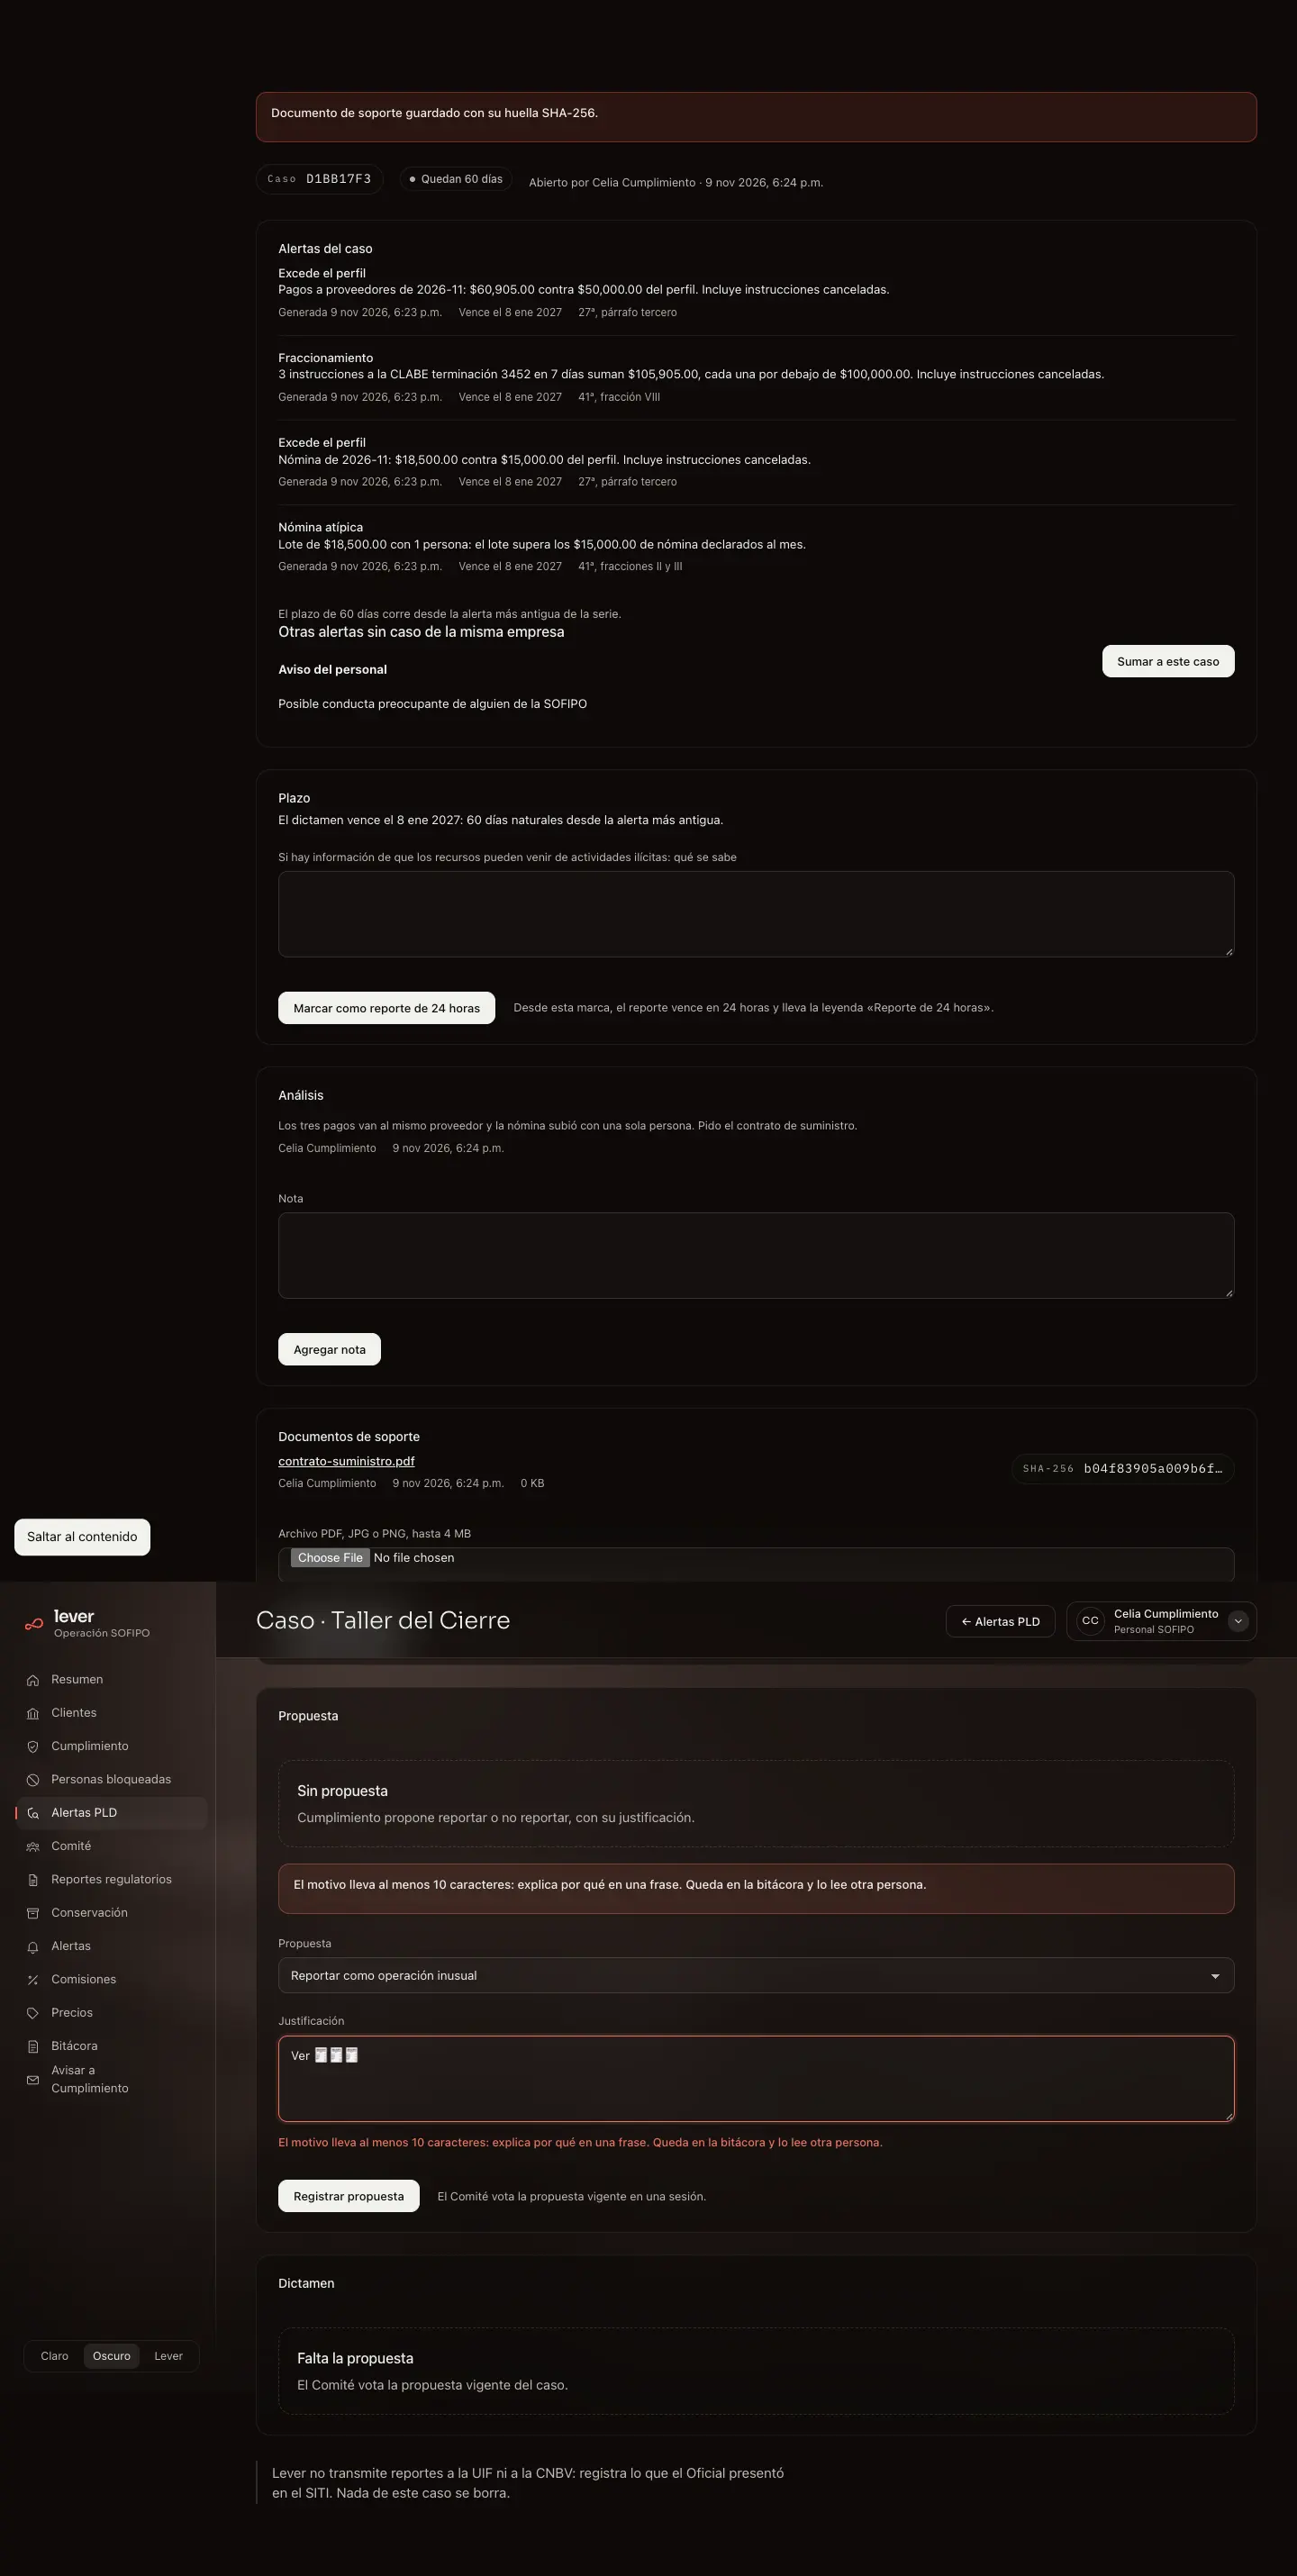 Documento de soporte guardado con su huella SHA-256.
Caso D1BB17F3
Quedan 60 días
Abierto por Celia Cumplimiento · 9 nov 2026, 6:24 p.m.
Alertas del caso
Excede el perfil
Pagos a proveedores de 2026-11: $60,905.00 contra $50,000.00 del perfil. Incluye instrucciones canceladas.
Generada 9 nov 2026, 6:23 p.m. Vence el 8 ene 2027 27ª, párrafo tercero
Fraccionamiento
3 instrucciones a la CLABE terminación 3452 en 7 días suman $105,905.00, cada una por debajo de $100,000.00. Incluye instrucciones canceladas.
Generada 9 nov 2026, 6:23 p.m. Vence el 8 ene 2027 41ª, fracción VIII
Excede el perfil
Nómina de 2026-11: $18,500.00 contra $15,000.00 del perfil. Incluye instrucciones canceladas.
Generada 9 nov 2026, 6:23 p.m. Vence el 8 ene 2027 27ª, párrafo tercero
Nómina atípica
Lote de $18,500.00 con 1 persona: el lote supera los $15,000.00 de nómina declarados al mes.
Generada 9 nov 2026, 6:23 p.m. Vence el 8 ene 2027 41ª, fracciones II y III
El plazo de 60 días corre desde la alerta más antigua de la serie.
Otras alertas sin caso de la misma empresa
Aviso del personal
Sumar a este caso
Posible conducta preocupante de alguien de la SOFIPO
Plazo
El dictamen vence el 8 ene 2027: 60 días naturales desde la alerta más antigua.
Si hay información de que los recursos pueden venir de actividades ilícitas: qué se sabe
Marcar como reporte de 24 horas
Desde esta marca, el reporte vence en 24 horas y lleva la leyenda «Reporte de 24 horas».
Análisis
Los tres pagos van al mismo proveedor y la nómina subió con una sola persona. Pido el contrato de suministro.
Celia Cumplimiento 9 nov 2026, 6:24 p.m.
Nota
Agregar nota
Documentos de soporte
contrato-suministro.pdf
Celia Cumplimiento 9 nov 2026, 6:24 p.m. 0 KB
SHA-256 b04f83905a009b6f…
Archivo PDF, JPG o PNG, hasta 4 MB
Choose File No file chosen
Saltar al contenido
lever
Operación SOFIPO
Resumen
Clientes
Cumplimiento
Personas bloqueadas
Alertas PLD
Comité
Reportes regulatorios
Conservación
Alertas
Comisiones
Precios
Bitácora
Avisar a
Cumplimiento
Claro Oscuro Lever
Caso · Taller del Cierre
← Alertas PLD
CC
Celia Cumplimiento
Personal SOFIPO
Propuesta
Sin propuesta
Cumplimiento propone reportar o no reportar, con su justificación.
El motivo lleva al menos 10 caracteres: explica por qué en una frase. Queda en la bitácora y lo lee otra persona.
Propuesta
Reportar como operación inusual
Justificación
Ver
El motivo lleva al menos 10 caracteres: explica por qué en una frase. Queda en la bitácora y lo lee otra persona.
Registrar propuesta
El Comité vota la propuesta vigente en una sesión.
Dictamen
Falta la propuesta
El Comité vota la propuesta vigente del caso.
Lever no transmite reportes a la UIF ni a la CNBV: registra lo que el Oficial presentó
en el SITI. Nada de este caso se borra.